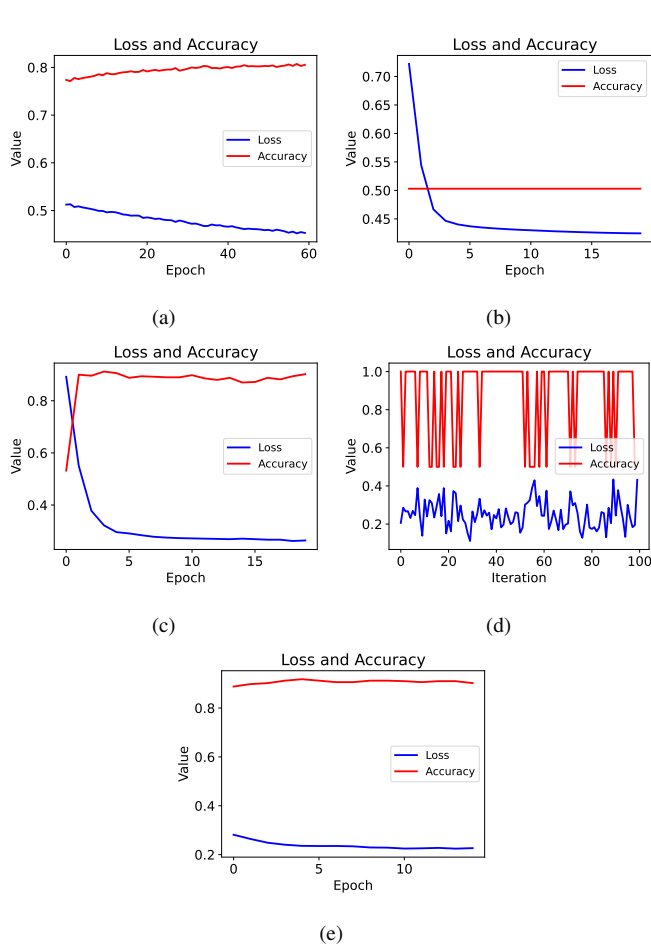 Loss and Accuracy
Value
0.8
0.7
0.6
0.5
Loss
Accuracy
0 20 40 60
Epoch
(a)
Loss and Accuracy
Value
0.70
0.65
0.60
0.55
0.50
0.45
Loss
Accuracy
0 5 10 15
Epoch
(b)
Loss and Accuracy
Value
0.8
0.6
0.4
Loss
Accuracy
0 5 10 15
Epoch
(c)
Loss and Accuracy
Value
1.0
0.8
0.6
0.4
0.2
Loss
Accuracy
0 20 40 60 80 100
Iteration
(d)
Loss and Accuracy
Value
0.8
0.6
0.4
0.2
Loss
Accuracy
0 5 10
Epoch
(e)